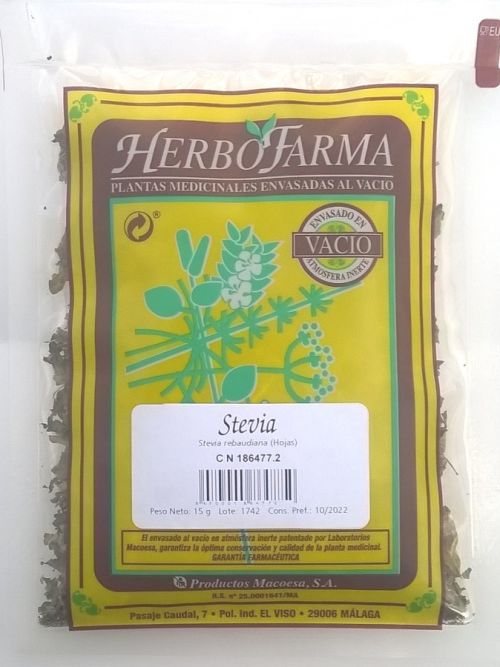 EU
HERBOFARMA
PLANTAS MEDICINALES ENVASADAS AL VACIO
ENVASADO EN
VACIO
ATMOSFERA INERTE
®
Stevia
Stevia rebaudiana (Hojas)
C N 186477.2
Peso Neto: 15 g Lote: 1742 Cons. Pref.: 10/2022
El envasado al vacio en atmósfera inerte patentado por Laboratorios
Macoesa, garantiza la óptima conservación y calidad de la planta medicinal.
GARANTÍA FARMACÉUTICA
Productos Macoesa, S.A.
R.S. nº 25.0001647/MA
Pasaje Caudal, 7 • Pol. Ind. EL VISO • 29006 MÁLAGA